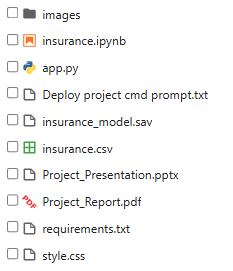 images
insurance.ipynb
app.py
Deploy project cmd prompt.txt
insurance_model.sav
insurance.csv
Project_Presentation.pptx
Project_Report.pdf
requirements.txt
style.css